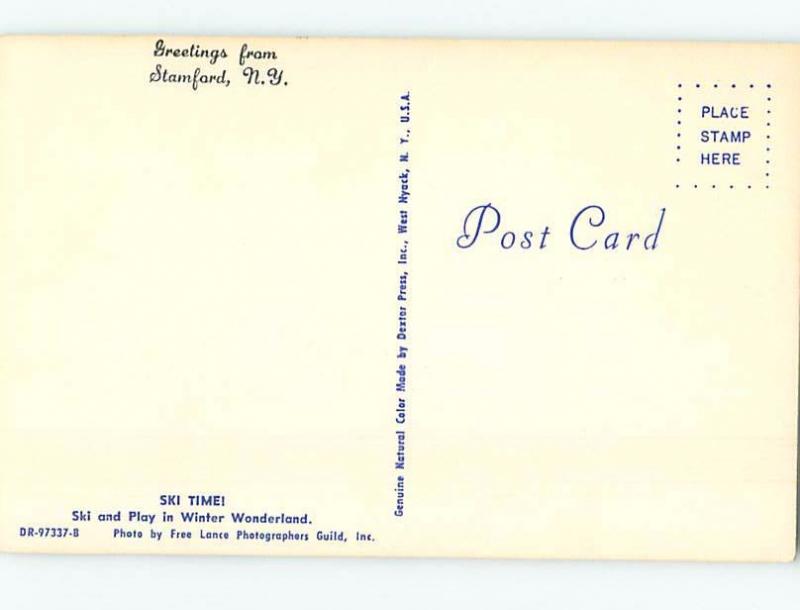 Greetings from
Stamford, N.Y.
PLACE
STAMP
HERE
Post Card
Genuine Natural Color Made by Dexter Press, Inc., West Nyack, N. Y., U.S.A.
SKI TIME!
Ski and Play in Winter Wonderland.
DR-97337-B Photo by Free Lance Photographers Guild, Inc.